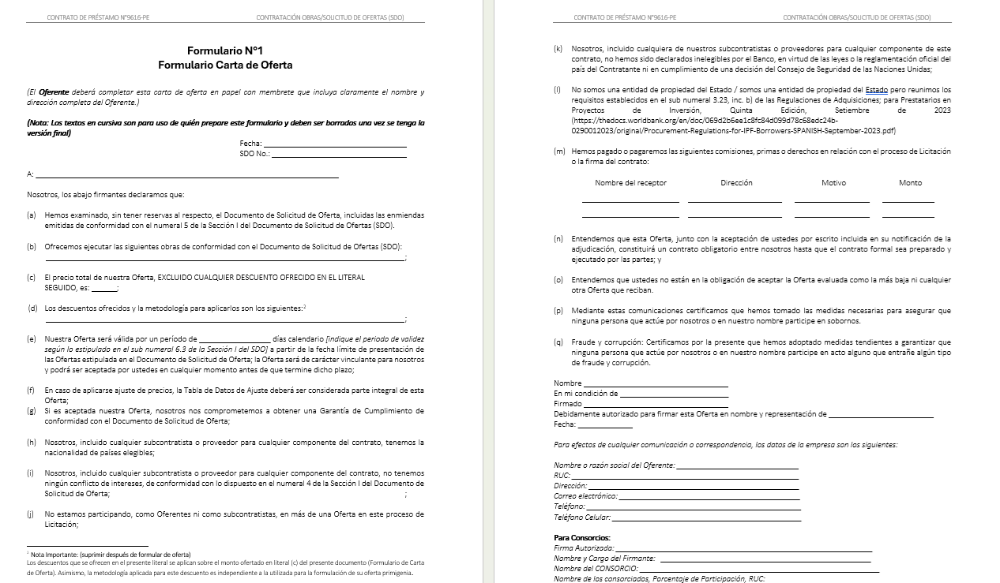 CONTRATO DE PRÉSTAMO N°9616-PE CONTRATACIÓN OBRAS/SOLICITUD DE OFERTAS (SDO)
Formulario N°1
Formulario Carta de Oferta
(El Oferente deberá completar esta carta de oferta en papel con membrete que incluya claramente el nombre y
dirección completa del Oferente.)
(Nota: Los textos en cursiva son para uso de quién prepare este formulario y deben ser borrados una vez se tenga la
versión final)
Fecha: ____
SDO No.: ____
A: ____
Nosotros, los abajo firmantes declaramos que:
(a) Hemos examinado, sin tener reservas al respecto, el Documento de Solicitud de Oferta, incluidas las enmiendas
emitidas de conformidad con el numeral 5 de la Sección I del Documento de Solicitud de Ofertas (SDO).
(b) Ofrecemos ejecutar las siguientes obras de conformidad con el Documento de Solicitud de Ofertas (SDO):
____;
(c) El precio total de nuestra Oferta, EXCLUIDO CUALQUIER DESCUENTO OFRECIDO EN EL LITERAL
SEGUIDO, es: ____;
(d) Los descuentos ofrecidos y la metodología para aplicarlos son los siguientes:2
____;
(e) Nuestra Oferta será válida por un período de ____ días calendario [indique el periodo de validez
según lo estipulado en el sub numeral 6.3 de la Sección I del SDO] a partir de la fecha límite de presentación de
las Ofertas estipulada en el Documento de Solicitud de Oferta; la Oferta será de carácter vinculante para nosotros
y podrá ser aceptada por ustedes en cualquier momento antes de que termine dicho plazo;
(f) En caso de aplicarse ajuste de precios, la Tabla de Datos de Ajuste deberá ser considerada parte integral de esta
Oferta;
(g) Si es aceptada nuestra Oferta, nosotros nos comprometemos a obtener una Garantía de Cumplimiento de
conformidad con el Documento de Solicitud de Oferta;
(h) Nosotros, incluido cualquier subcontratista o proveedor para cualquier componente del contrato, tenemos la
nacionalidad de países elegibles;
(i) Nosotros, incluido cualquier subcontratista o proveedor para cualquier componente del contrato, no tenemos
ningún conflicto de intereses, de conformidad con lo dispuesto en el numeral 4 de la Sección I del Documento de
Solicitud de Oferta; ;
(j) No estamos participando, como Oferentes ni como subcontratistas, en más de una Oferta en este proceso de
Licitación;
2 Nota Importante: (suprimir después de formular de oferta)
Los descuentos que se ofrecen en el presente literal se aplican sobre el monto ofertado en literal (c) del presente documento (Formulario de Carta
de Oferta). Asimismo, la metodología aplicada para este descuento es independiente a la utilizada para la formulación de su oferta primigenia.
CONTRATO DE PRÉSTAMO N°9616-PE CONTRATACIÓN OBRAS/SOLICITUD DE OFERTAS (SDO)
(k) Nosotros, incluido cualquiera de nuestros subcontratistas o proveedores para cualquier componente de este
contrato, no hemos sido declarados inelegibles por el Banco, en virtud de las leyes o la reglamentación oficial del
país del Contratante ni en cumplimiento de una decisión del Consejo de Seguridad de las Naciones Unidas;
(l) No somos una entidad de propiedad del Estado / somos una entidad de propiedad del Estado pero reunimos los
requisitos establecidos en el sub numeral 3.23, inc. b) de las Regulaciones de Adquisiciones; para Prestatarios en
Proyectos de Inversión, Quinta Edición, Setiembre de 2023
(https://thedocs.worldbank.org/en/doc/069d2b6ee1c8fc84d099d78c68edc24b-
0290012023/original/Procurement-Regulations-for-IPF-Borrowers-SPANISH-September-2023.pdf)
(m) Hemos pagado o pagaremos las siguientes comisiones, primas o derechos en relación con el proceso de Licitación
o la firma del contrato:
Nombre del receptor Dirección Motivo Monto
(n) Entendemos que esta Oferta, junto con la aceptación de ustedes por escrito incluida en su notificación de la
adjudicación, constituirá un contrato obligatorio entre nosotros hasta que el contrato formal sea preparado y
ejecutado por las partes; y
(o) Entendemos que ustedes no están en la obligación de aceptar la Oferta evaluada como la más baja ni cualquier
otra Oferta que reciban.
(p) Mediante estas comunicaciones certificamos que hemos tomado las medidas necesarias para asegurar que
ninguna persona que actúe por nosotros o en nuestro nombre participe en sobornos.
(q) Fraude y corrupción: Certificamos por la presente que hemos adoptado medidas tendientes a garantizar que
ninguna persona que actúe por nosotros o en nuestro nombre participe en acto alguno que entrañe algún tipo
de fraude y corrupción.
Nombre ____
En mi condición de ____
Firmado ____
Debidamente autorizado para firmar esta Oferta en nombre y representación de ____
Fecha: ____
Para efectos de cualquier comunicación o correspondencia, los datos de la empresa son los siguientes:
Nombre o razón social del Oferente: ____
RUC: ____
Dirección: ____
Correo electrónico: ____
Teléfono: ____
Teléfono Celular: ____
Para Consorcios:
Firma Autorizada: ____
Nombre y Cargo del Firmante: ____
Nombre del CONSORCIO: ____
Nombre de los consorciados, Porcentaje de Participación, RUC: